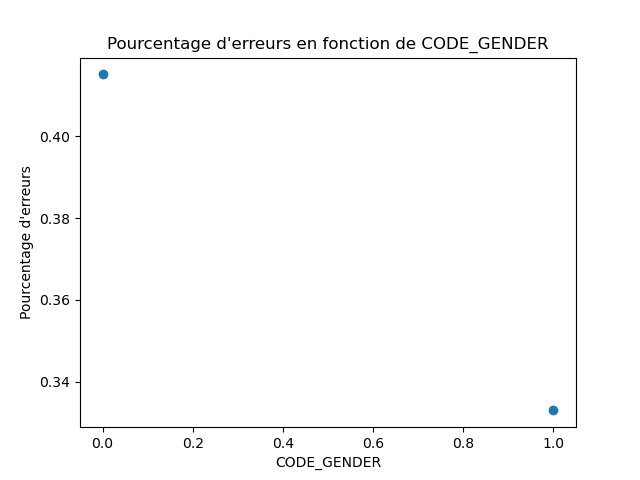 Pourcentage d'erreurs en fonction de CODE_GENDER
Pourcentage d'erreurs
0.40
0.38
0.36
0.34
0.0 0.2 0.4 0.6 0.8 1.0
CODE_GENDER